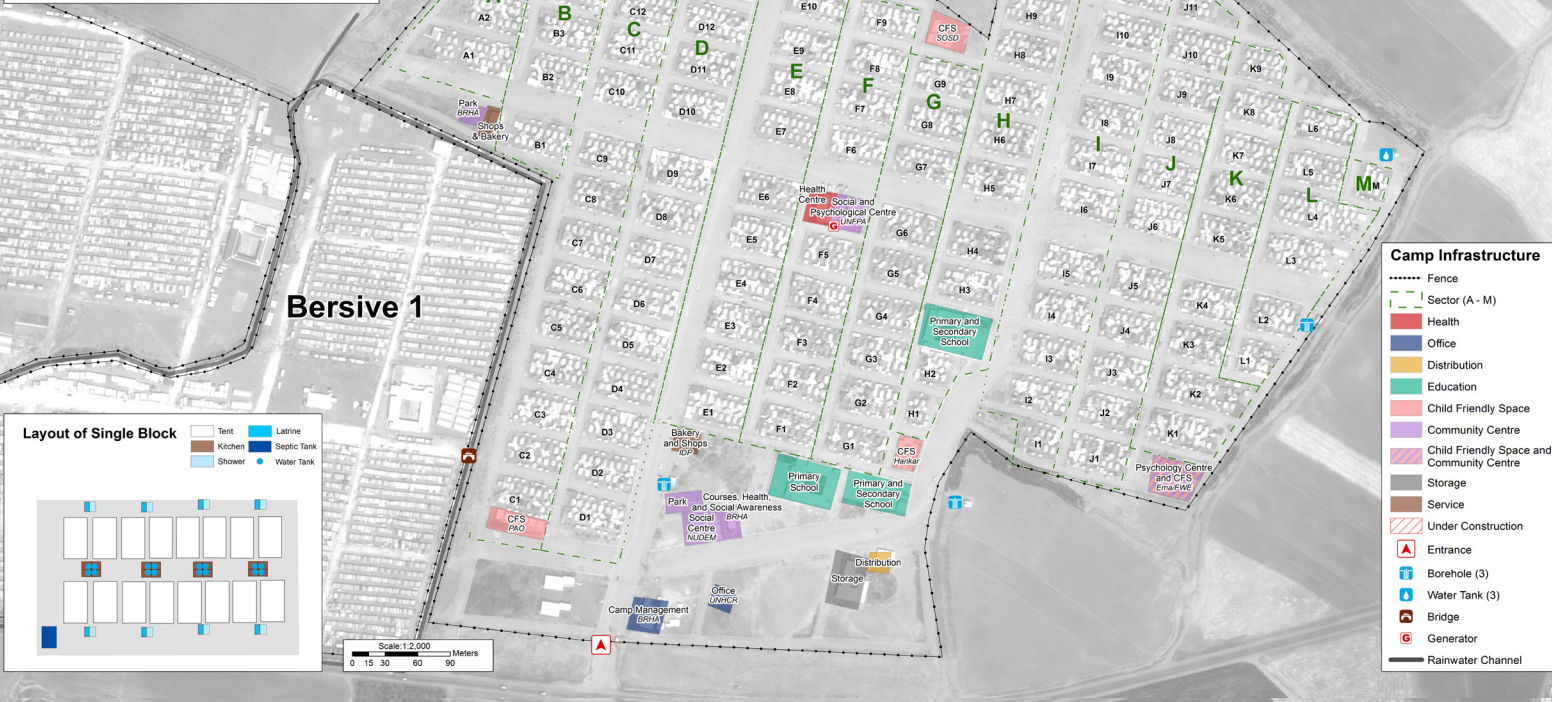 A
A2
A1
B
B3
B2
B1
C12
C
C11
C10
C9
C8
C7
C6
C5
C4
C3
C2
C1
D12
D
D11
D10
D9
D8
D7
D6
D5
D4
D3
D2
D1
E10
E9
E
E8
E7
E6
E5
E4
E3
E2
E1
F9
F8
F
F7
F6
F5
F4
F3
F2
F1
G9
G
G8
G7
G6
G5
G4
G3
G2
G1
H9
H8
H7
H
H6
H5
H4
H3
H2
H1
I10
I9
I8
I
I7
I6
I5
I4
I3
I2
I1
J11
J10
J9
J8
J
J7
J6
J5
J4
J3
J2
J1
K9
K8
K7
K
K6
K5
K4
K3
K2
K1
L6
L5
L
L4
L3
L2
L1
M
M
CFS
SOSD
Park
BRHA
Shops
& Bakery
Health
Centre
Social and
Psychological Centre
UNFPA
G
Primary and
Secondary
School
Bersive 1
Bakery
and Shops
IDP
CFS
Harikar
Primary
School
Primary and
Secondary
School
Psychology Centre
and CFS
Ema/FWE
CFS
PAO
Park
Courses, Health,
and Social Awareness
BRHA
Social
Centre
NUDEM
Distribution
Storage
Office
UNHCR
Camp Management
BRHA
Layout of Single Block
Tent
Latrine
Kitchen
Septic Tank
Shower
Water Tank
Scale:1:2,000
Meters
0 15 30 60 90
Camp Infrastructure
Fence
Sector (A - M)
Health
Office
Distribution
Education
Child Friendly Space
Community Centre
Child Friendly Space and
Community Centre
Storage
Service
Under Construction
Entrance
Borehole (3)
Water Tank (3)
Bridge
G
Generator
Rainwater Channel